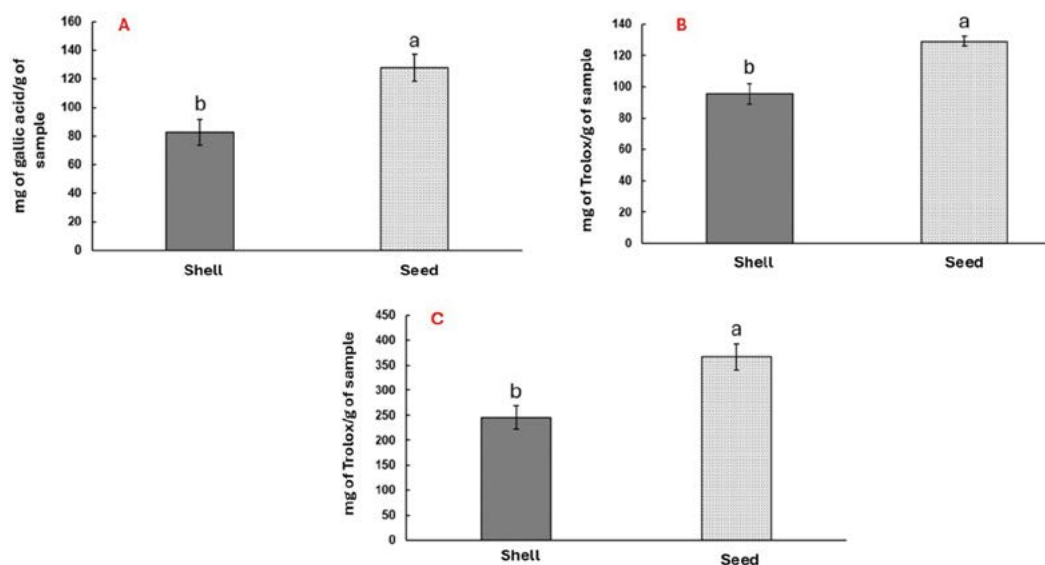 A
mg of gallic acid/g of
sample
160
140
120
100
80
60
40
20
0
b
a
Shell
Seed
B
mg of Trolox/g of sample
140
120
100
80
60
40
20
0
b
a
Shell
Seed
C
mg of Trolox/g of sample
450
400
350
300
250
200
150
100
50
0
b
a
Shell
Seed